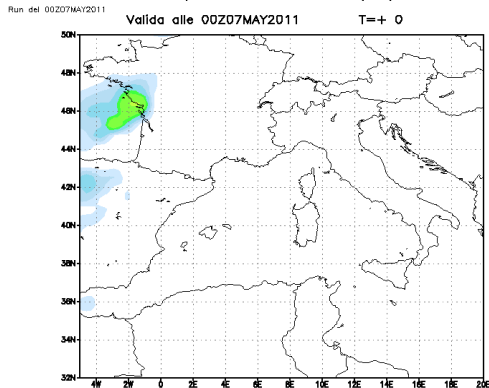 Run del 00Z07MAY2011
Valida alle 00Z07MAY2011 T=+ 0
50N
48N
46N
44N
42N
40N
38N
36N
34N
32N
4W 2W 0 2E 4E 6E 8E 10E 12E 14E 16E 18E 20E